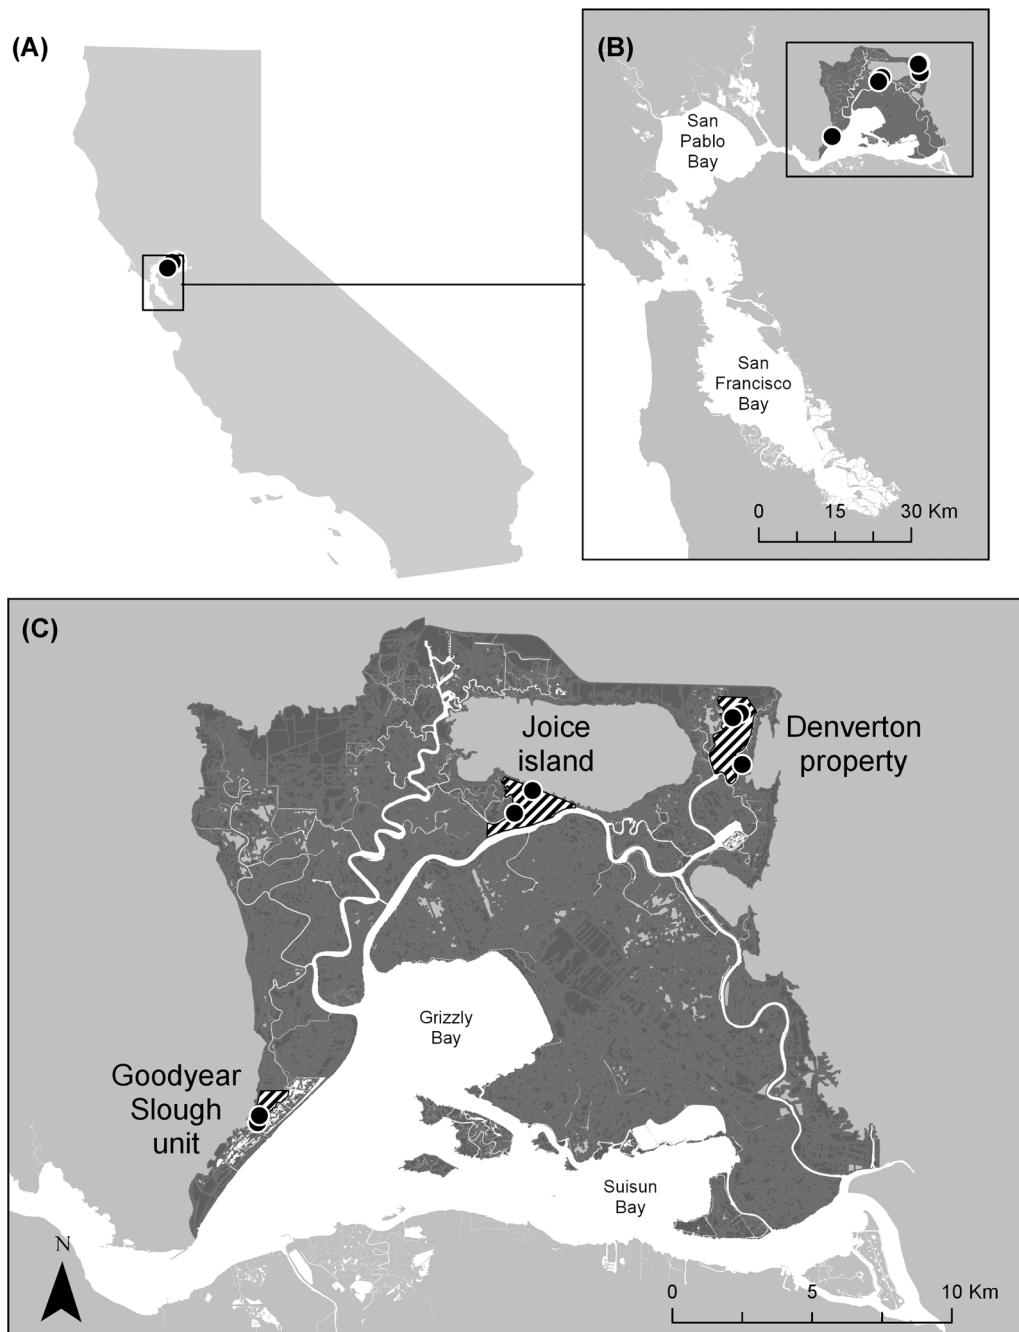 (A)
(B)
San
Pablo
Bay
San
Francisco
Bay
0 15 30 Km
(C)
Joice
island
Denverton
property
Grizzly
Bay
Goodyear
Slough
unit
Suisun
Bay
N
0 5 10 Km